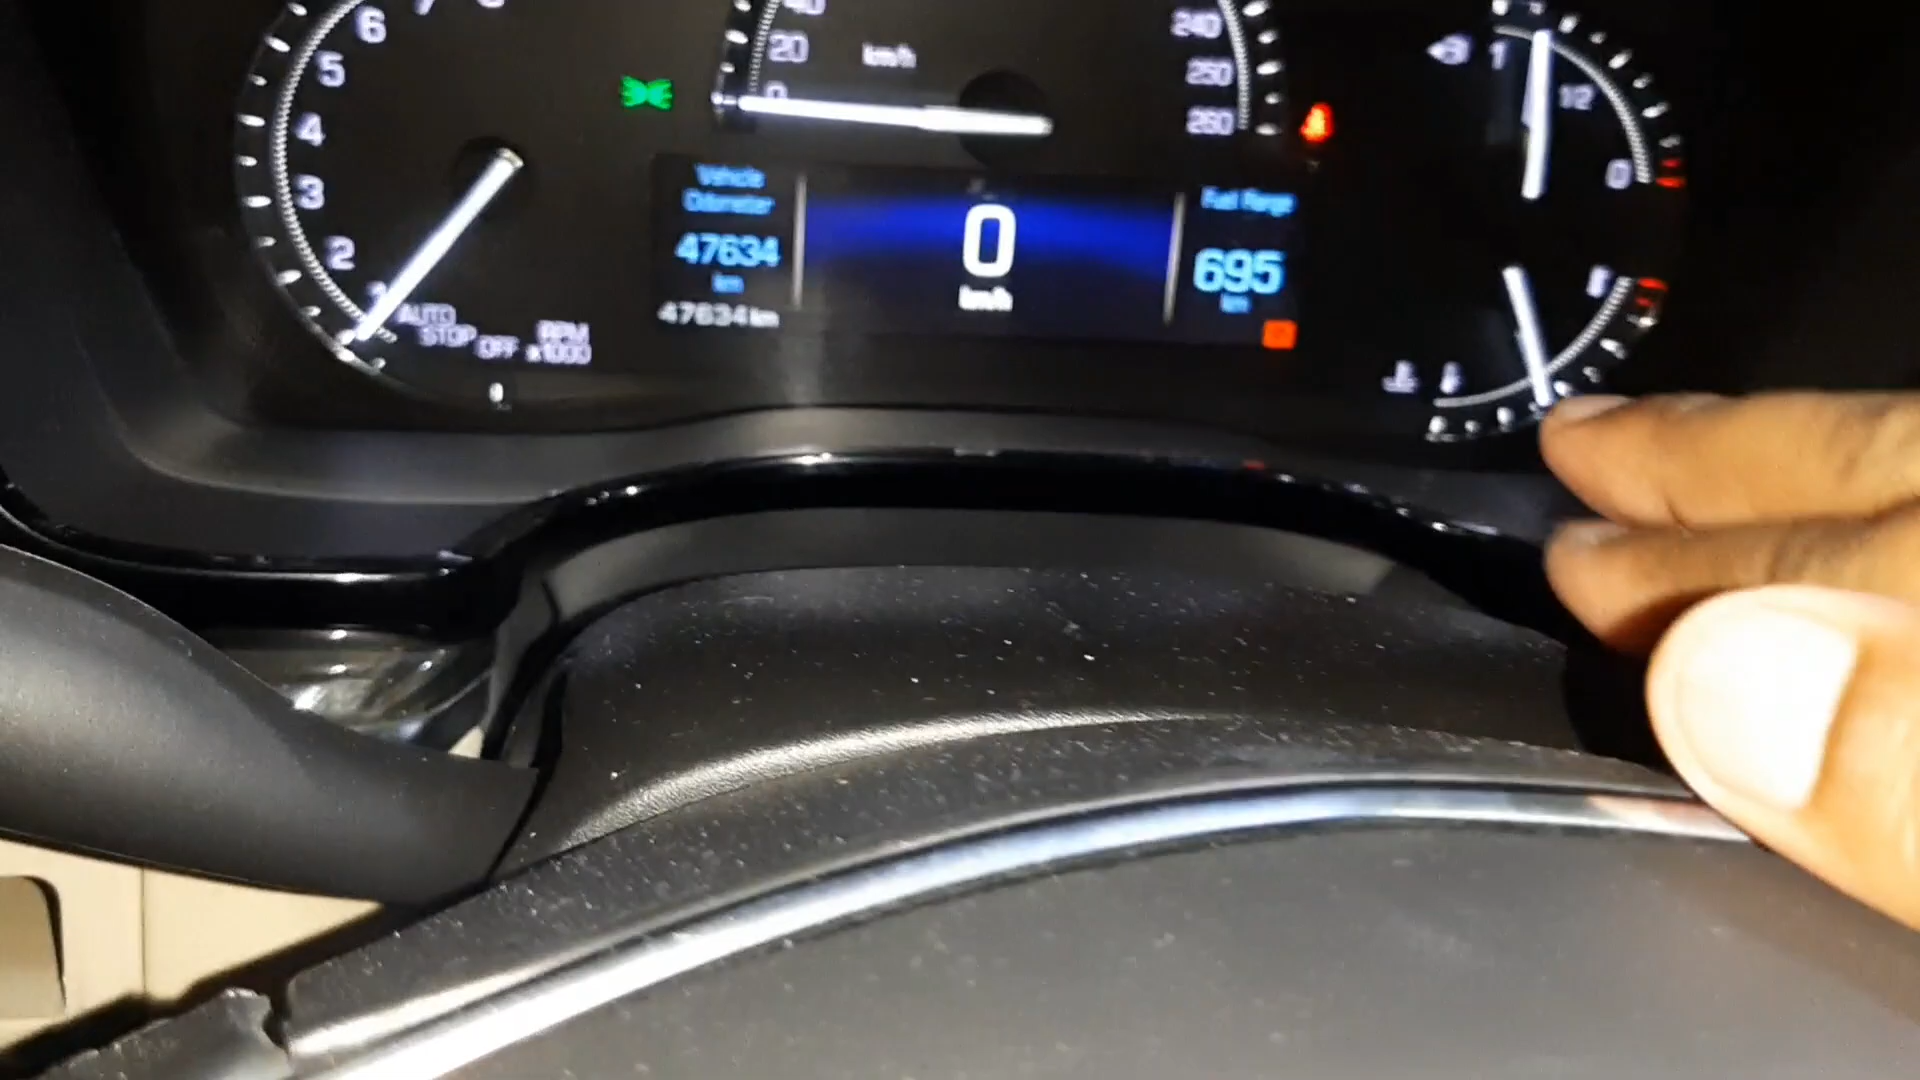 6
5
4
3
2
AUTO
STOP
OFF
RPM
x1000
20
0
km/h
240
250
260
Vehicle
Odometer
47634
km
47634 km
0
km/h
Fuel Range
695
km
1
1/2
0